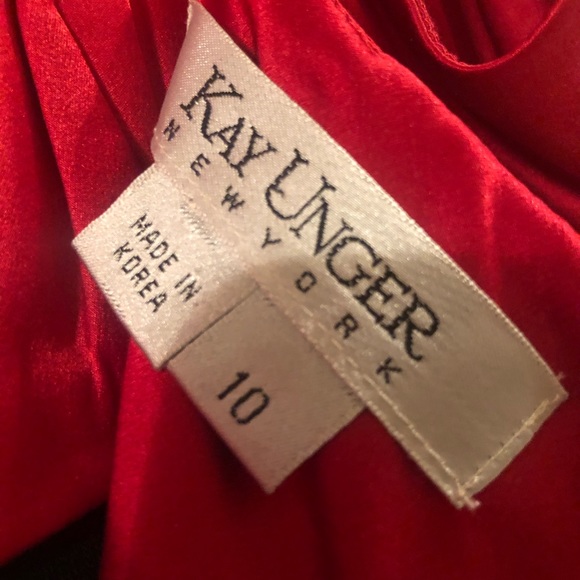 KAY UNGER
NEW YORK
MADE IN
KOREA
10